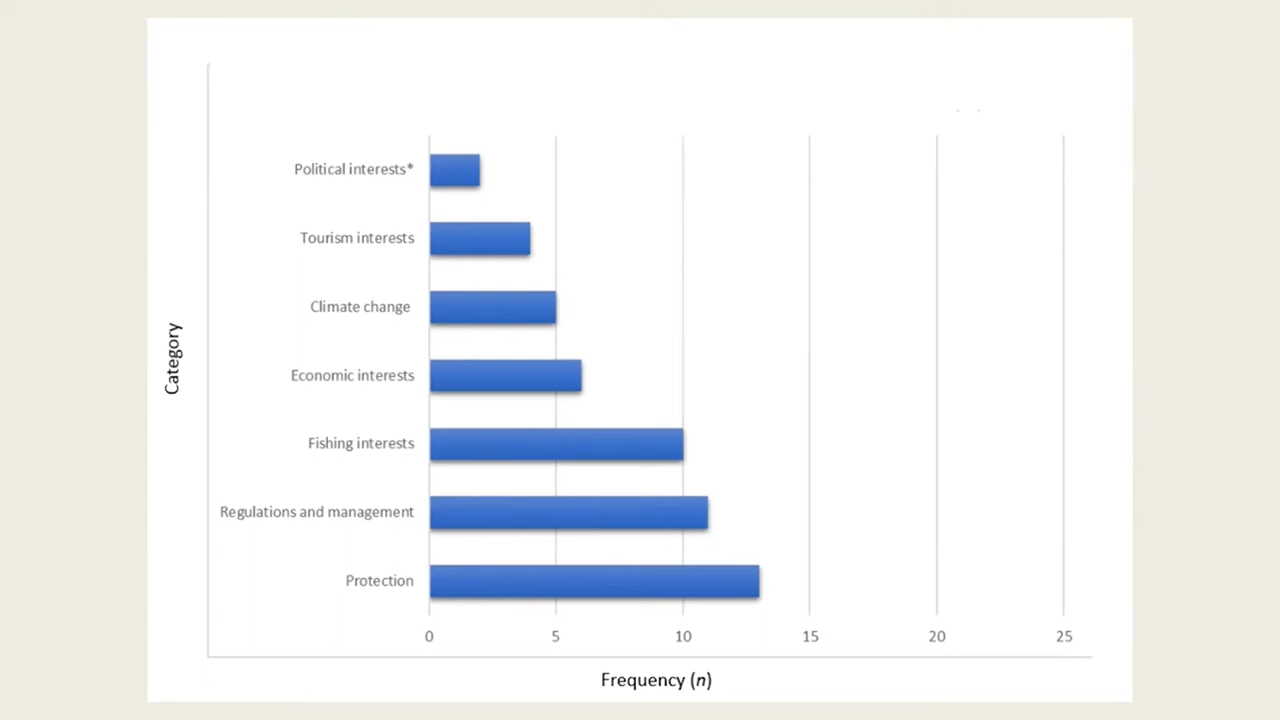 Political interests*
Tourism interests
Climate change
Economic interests
Fishing interests
Regulations and management
Protection
Category
0 5 10 15 20 25
Frequency (n)